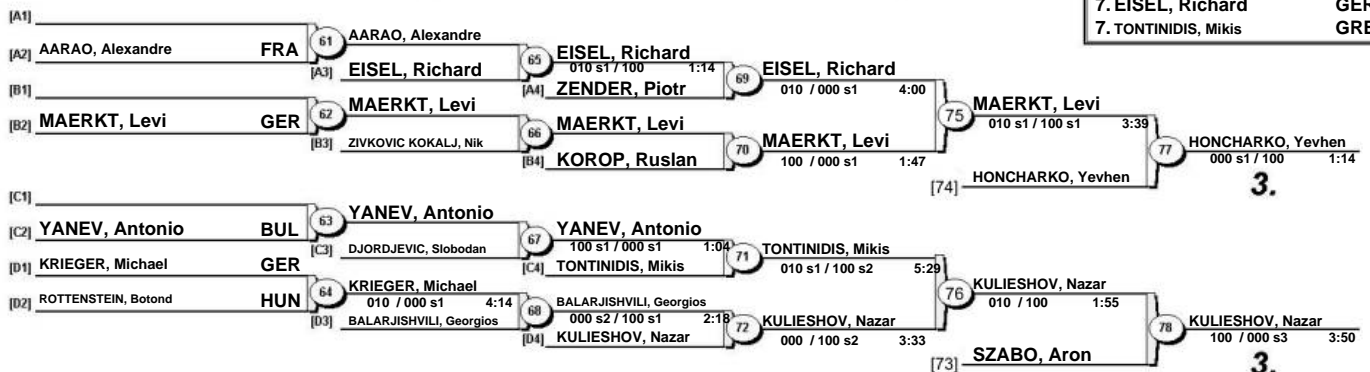 7. EISEL, Richard GER
7. TONTINIDIS, Mikis GRE
[A1]
[A2] AARAO, Alexandre FRA
61 AARAO, Alexandre
[A3] EISEL, Richard
65 EISEL, Richard
010 s1 / 100 1:14
[A4] ZENDER, Piotr
69 EISEL, Richard
010 / 000 s1 4:00
[B1]
[B2] MAERKT, Levi GER
62 MAERKT, Levi
[B3] ZIVKOVIC KOKALJ, Nik
66 MAERKT, Levi
[B4] KOROP, Ruslan
70 MAERKT, Levi
100 / 000 s1 1:47
75 MAERKT, Levi
010 s1 / 100 s1 3:39
[74] HONCHARKO, Yevhen
77 HONCHARKO, Yevhen
000 s1 / 100 1:14
3.
[C1]
[C2] YANEV, Antonio BUL
63 YANEV, Antonio
[C3] DJORDJEVIC, Slobodan
67 YANEV, Antonio
100 s1 / 000 s1 1:04
[C4] TONTINIDIS, Mikis
71 TONTINIDIS, Mikis
010 s1 / 100 s2 5:29
[D1] KRIEGER, Michael GER
[D2] ROTTENSTEIN, Botond HUN
64 KRIEGER, Michael
010 / 000 s1 4:14
[D3] BALARJISHVILI, Georgios
68 BALARJISHVILI, Georgios
000 s2 / 100 s1 2:18
[D4] KULIESHOV, Nazar
72 KULIESHOV, Nazar
000 / 100 s2 3:33
76 KULIESHOV, Nazar
010 / 100 1:55
[73] SZABO, Aron
78 KULIESHOV, Nazar
100 / 000 s3 3:50
3.